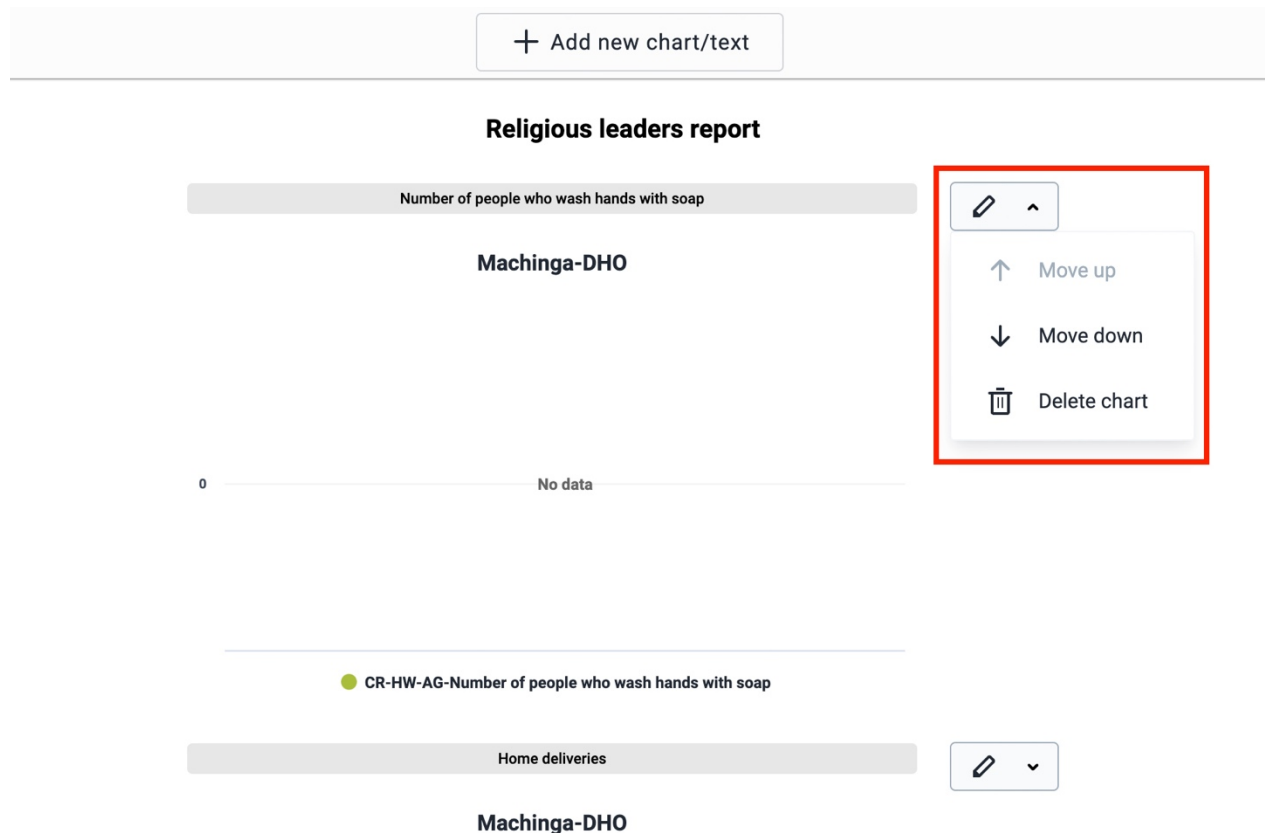 Add new chart/text
Religious leaders report
Number of people who wash hands with soap
Machinga-DHO
Move up
Move down
Delete chart
0
No data
CR-HW-AG-Number of people who wash hands with soap
Home deliveries
Machinga-DHO